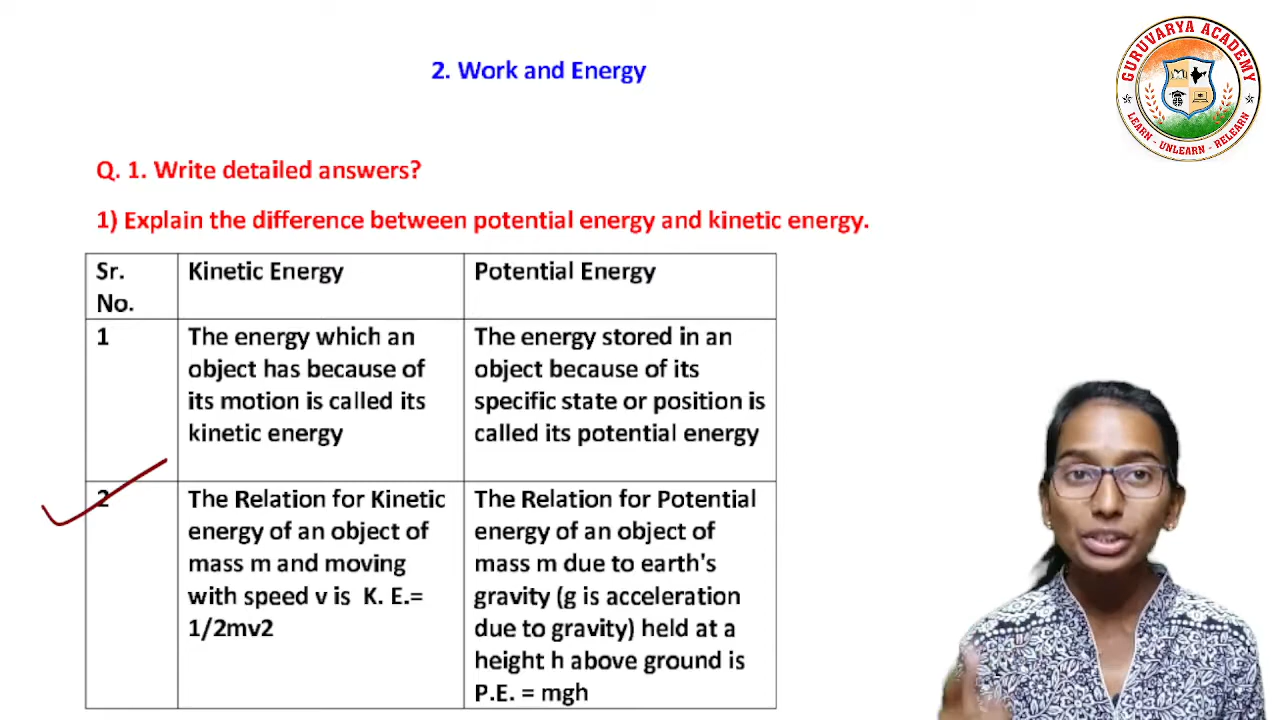 2. Work and Energy
GURUVARYA ACADEMY
LEARN - UNLEARN - RELEARN
Q. 1. Write detailed answers?
1) Explain the difference between potential energy and kinetic energy.
Sr.
No.
Kinetic Energy
Potential Energy
1
The energy which an
object has because of
its motion is called its
kinetic energy
The energy stored in an
object because of its
specific state or position is
called its potential energy
2
The Relation for Kinetic
energy of an object of
mass m and moving
with speed v is K. E.=
1/2mv2
The Relation for Potential
energy of an object of
mass m due to earth's
gravity (g is acceleration
due to gravity) held at a
height h above ground is
P.E. = mgh